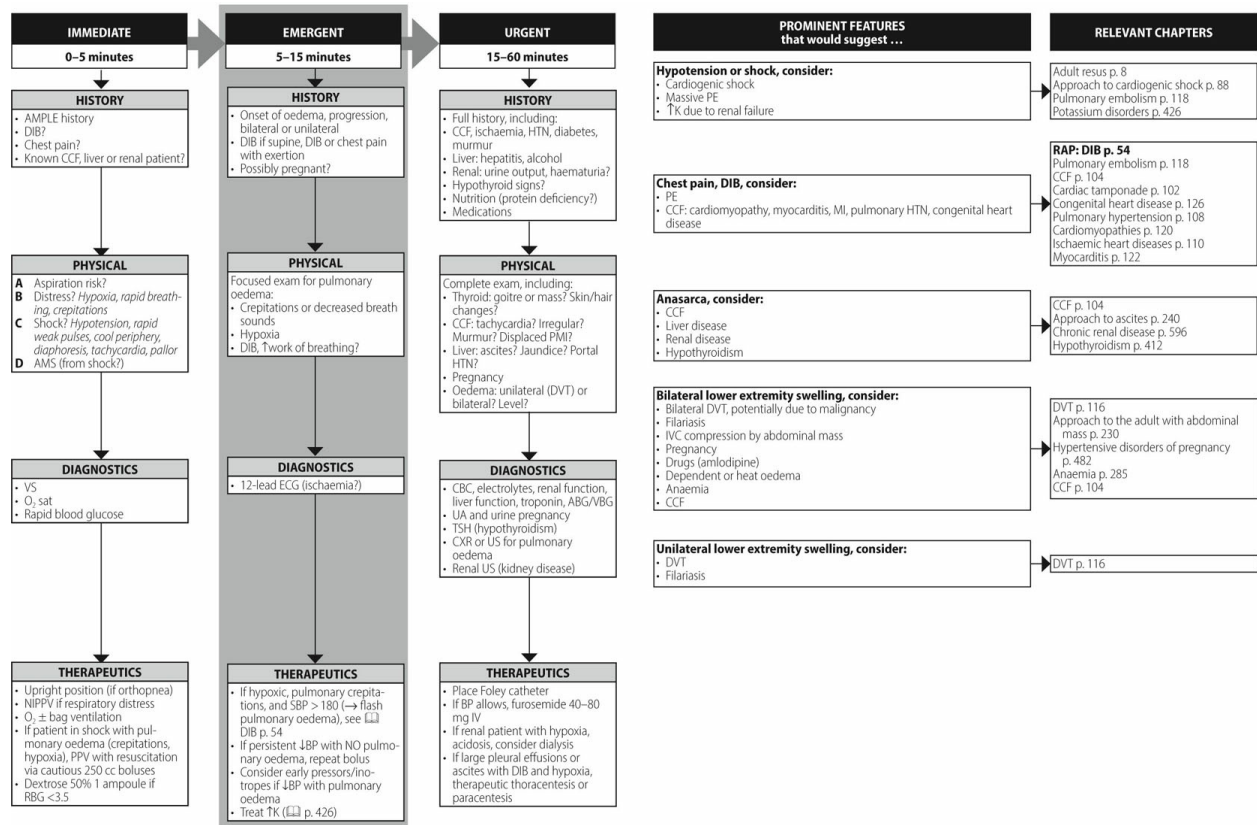 IMMEDIATE
0–5 minutes
HISTORY
• AMPLE history
• DIB?
• Chest pain?
• Known CCF, liver or renal patient?
PHYSICAL
A Aspiration risk?
B Distress? Hypoxia, rapid breath-
ing, crepitations
C Shock? Hypotension, rapid
weak pulses, cool periphery,
diaphoresis, tachycardia, pallor
D AMS (from shock?)
DIAGNOSTICS
• VS
• O₂ sat
• Rapid blood glucose
THERAPEUTICS
• Upright position (if orthopnea)
• NIPPV if respiratory distress
• O₂ ± bag ventilation
• If patient in shock with pul-
monary oedema (crepitations,
hypoxia), PPV with resuscitation
via cautious 250 cc boluses
• Dextrose 50% 1 ampoule if
RBG <3.5
EMERGENT
5–15 minutes
HISTORY
• Onset of oedema, progression,
bilateral or unilateral
• DIB if supine, DIB or chest pain
with exertion
• Possibly pregnant?
PHYSICAL
Focused exam for pulmonary
oedema:
• Crepitations or decreased breath
sounds
• Hypoxia
• DIB, ↑work of breathing?
DIAGNOSTICS
• 12-lead ECG (ischaemia?)
THERAPEUTICS
• If hypoxic, pulmonary crepita-
tions, and SBP > 180 (→ flash
pulmonary oedema), see 🕮
DIB p. 54
• If persistent ↓BP with NO pulmo-
nary oedema, repeat bolus
• Consider early pressors/ino-
tropes if ↓BP with pulmonary
oedema
• Treat ↑K (🕮 p. 426)
URGENT
15–60 minutes
HISTORY
• Full history, including:
• CCF, ischaemia, HTN, diabetes,
murmur
• Liver: hepatitis, alcohol
• Renal: urine output, haematuria?
• Hypothyroid signs?
• Nutrition (protein deficiency?)
• Medications
PHYSICAL
Complete exam, including:
• Thyroid: goitre or mass? Skin/hair
changes?
• CCF: tachycardia? Irregular?
Murmur? Displaced PMI?
• Liver: ascites? Jaundice? Portal
HTN?
• Pregnancy
• Oedema: unilateral (DVT) or
bilateral? Level?
DIAGNOSTICS
• CBC, electrolytes, renal function,
liver function, troponin, ABG/VBG
• UA and urine pregnancy
• TSH (hypothyroidism)
• CXR or US for pulmonary
oedema
• Renal US (kidney disease)
THERAPEUTICS
• Place Foley catheter
• If BP allows, furosemide 40–80
mg IV
• If renal patient with hypoxia,
acidosis, consider dialysis
• If large pleural effusions or
ascites with DIB and hypoxia,
therapeutic thoracentesis or
paracentesis
PROMINENT FEATURES
that would suggest ...
RELEVANT CHAPTERS
Hypotension or shock, consider:
• Cardiogenic shock
• Massive PE
• ↑K due to renal failure
Adult resus p. 8
Approach to cardiogenic shock p. 88
Pulmonary embolism p. 118
Potassium disorders p. 426
Chest pain, DIB, consider:
• PE
• CCF: cardiomyopathy, myocarditis, MI, pulmonary HTN, congenital heart
disease
RAP: DIB p. 54
Pulmonary embolism p. 118
CCF p. 104
Cardiac tamponade p. 102
Congenital heart disease p. 126
Pulmonary hypertension p. 108
Cardiomyopathies p. 120
Ischaemic heart diseases p. 110
Myocarditis p. 122
Anasarca, consider:
• CCF
• Liver disease
• Renal disease
• Hypothyroidism
CCF p. 104
Approach to ascites p. 240
Chronic renal disease p. 596
Hypothyroidism p. 412
Bilateral lower extremity swelling, consider:
• Bilateral DVT, potentially due to malignancy
• Filariasis
• IVC compression by abdominal mass
• Pregnancy
• Drugs (amlodipine)
• Dependent or heat oedema
• Anaemia
• CCF
DVT p. 116
Approach to the adult with abdominal
mass p. 230
Hypertensive disorders of pregnancy
p. 482
Anaemia p. 285
CCF p. 104
Unilateral lower extremity swelling, consider:
• DVT
• Filariasis
DVT p. 116